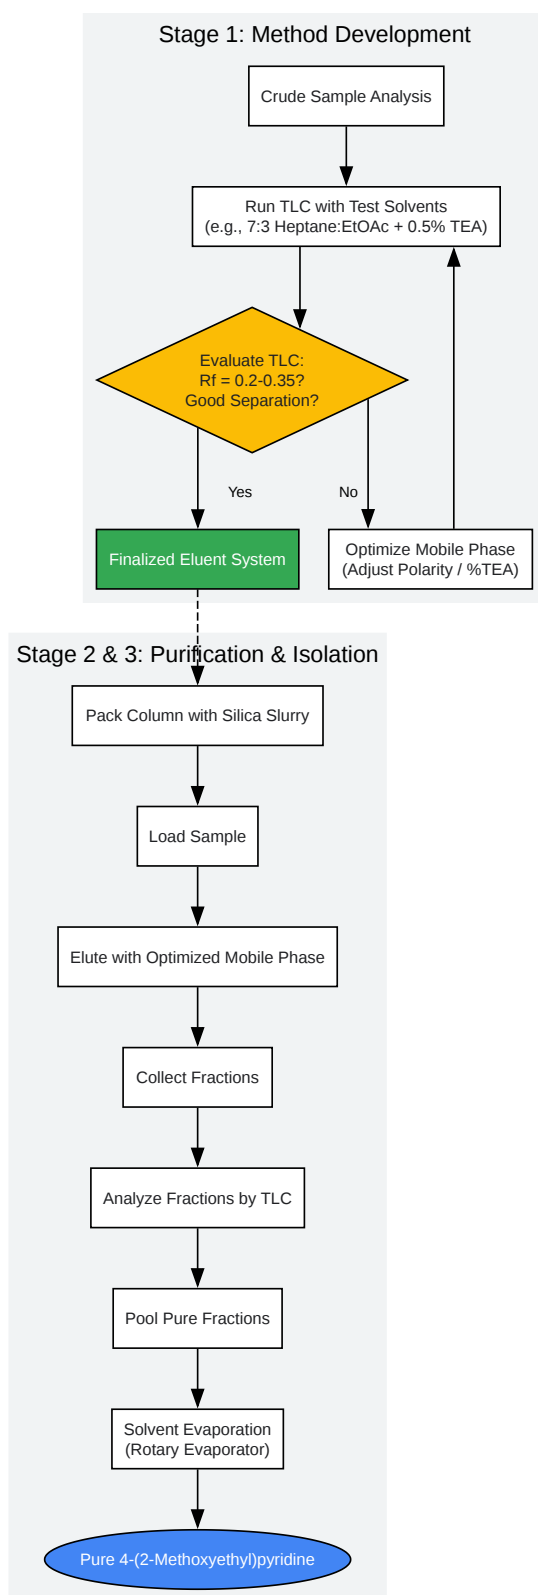 Stage 1: Method Development
Crude Sample Analysis
Run TLC with Test Solvents
(e.g., 7:3 Heptane:EtOAc + 0.5% TEA)
Evaluate TLC:
Rf = 0.2-0.35?
Good Separation?
Yes
No
Finalized Eluent System
Optimize Mobile Phase
(Adjust Polarity / %TEA)
Stage 2 & 3: Purification & Isolation
Pack Column with Silica Slurry
Load Sample
Elute with Optimized Mobile Phase
Collect Fractions
Analyze Fractions by TLC
Pool Pure Fractions
Solvent Evaporation
(Rotary Evaporator)
Pure 4-(2-Methoxyethyl)pyridine